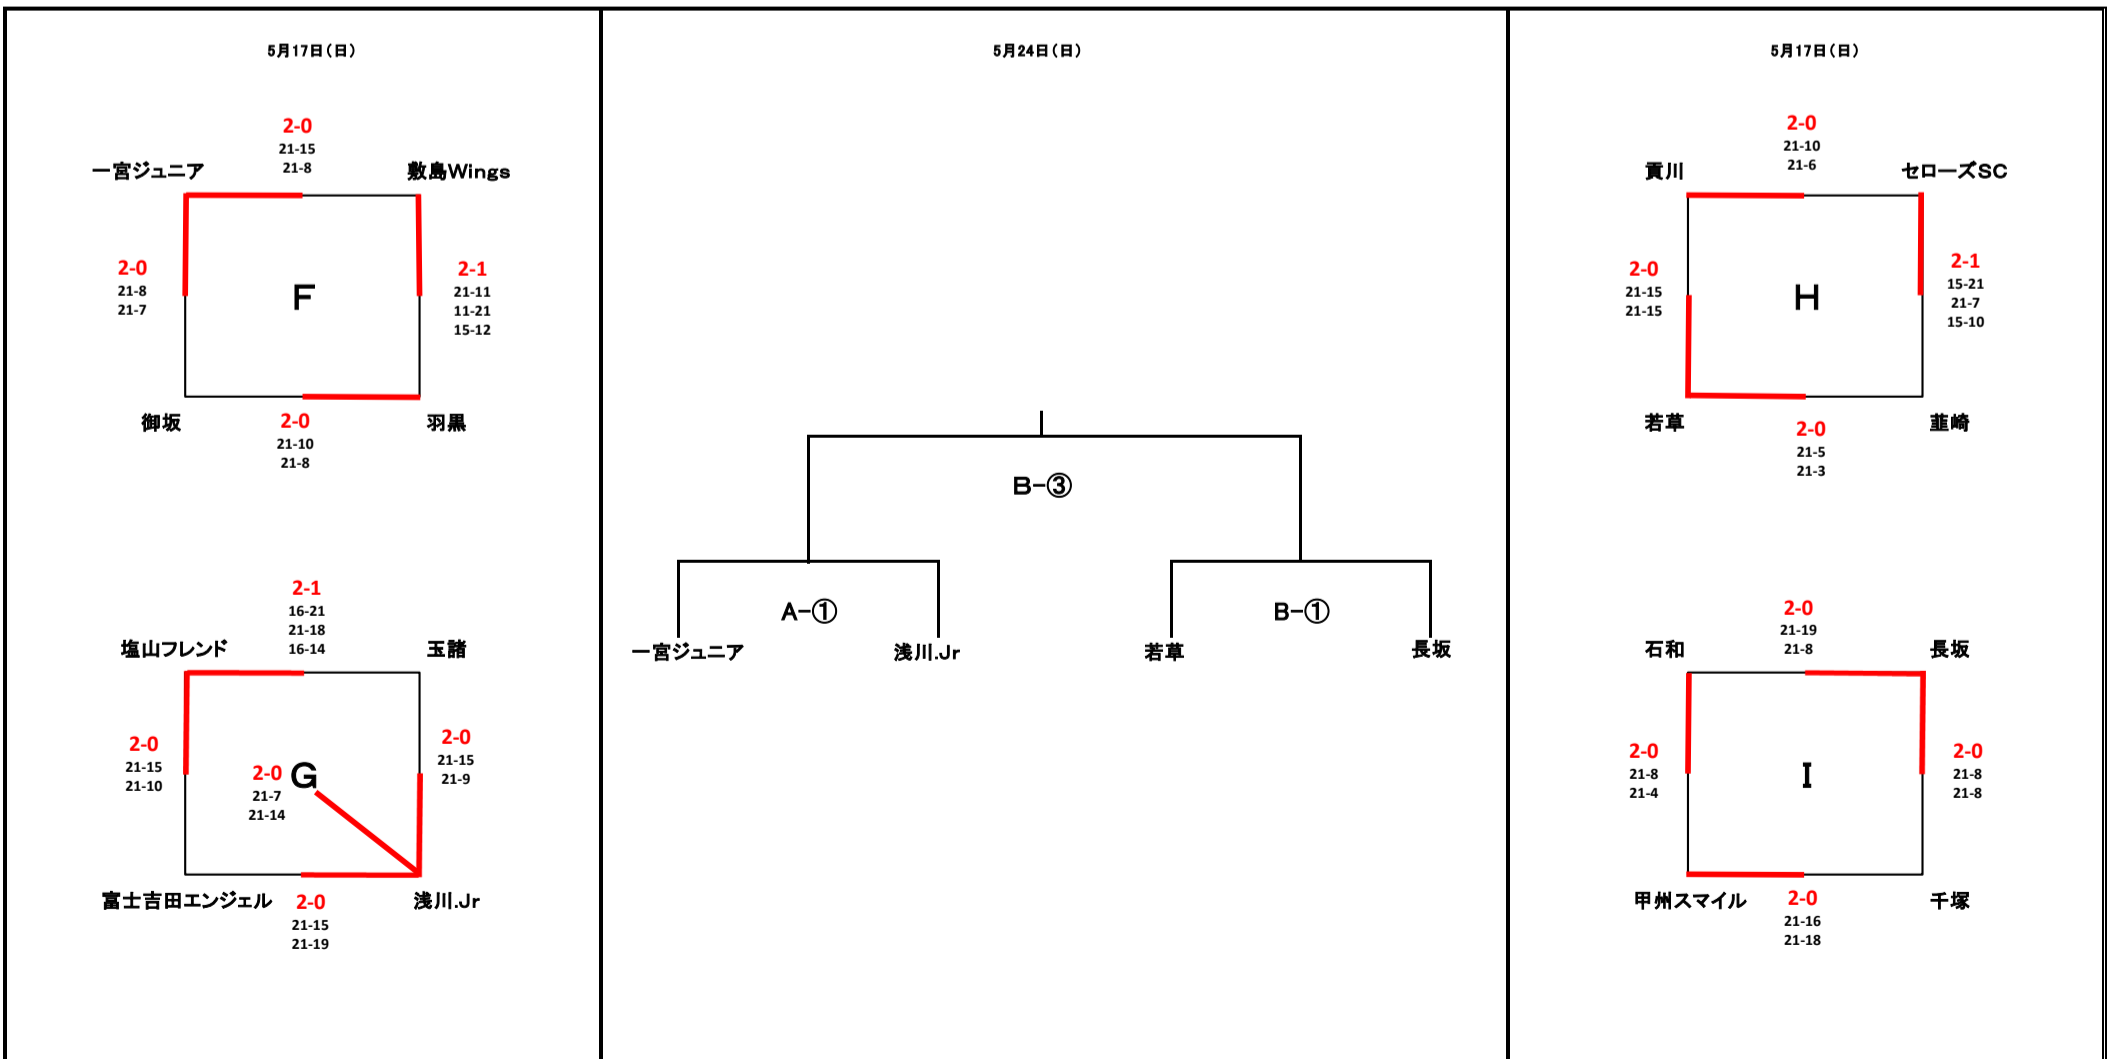 5月17日(日)
2-0
21-15
21-8
一宮ジュニア
敷島Wings
2-0
21-8
21-7
F
2-1
21-11
11-21
15-12
御坂
2-0
21-10
21-8
羽黒
2-1
16-21
21-18
16-14
塩山フレンド
玉諸
2-0
21-15
21-10
2-0
21-7
21-14
G
2-0
21-15
21-9
富士吉田エンジェル
2-0
21-15
21-19
浅川.Jr
5月24日(日)
B-③
A-①
B-①
一宮ジュニア
浅川.Jr
若草
長坂
5月17日(日)
2-0
21-10
21-6
貢川
セローズSC
2-0
21-15
21-15
H
2-1
15-21
21-7
15-10
若草
2-0
21-5
21-3
韮崎
2-0
21-19
21-8
石和
長坂
2-0
21-8
21-4
I
2-0
21-8
21-8
甲州スマイル
2-0
21-16
21-18
千塚